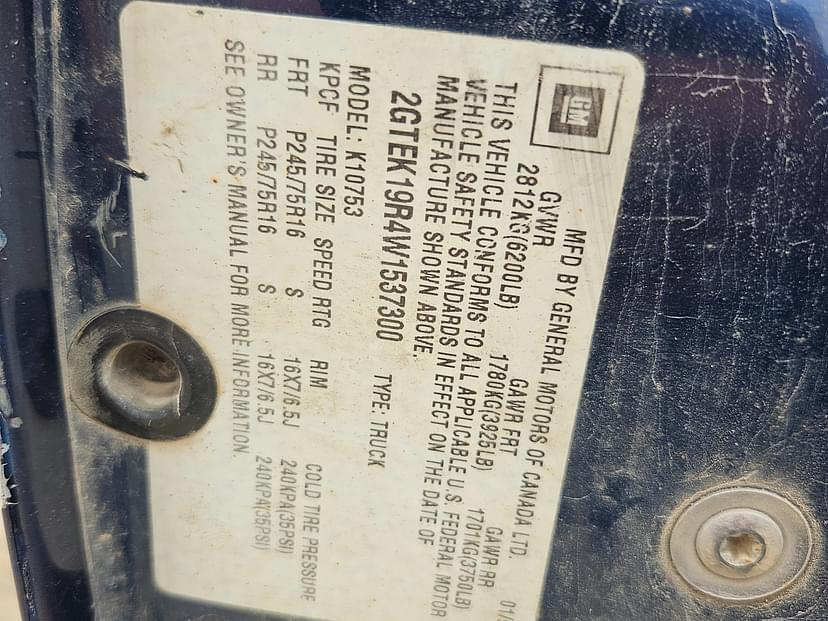 GM
MFD BY GENERAL MOTORS OF CANADA LTD.
01/
GVWR GAWR FRT GAWR RR
2812KG(6200LB) 1780KG(3925LB) 1701KG(3750LB)
THIS VEHICLE CONFORMS TO ALL APPLICABLE U.S. FEDERAL MOTOR
VEHICLE SAFETY STANDARDS IN EFFECT ON THE DATE OF
MANUFACTURE SHOWN ABOVE.
2GTEK19R4W1537300 TYPE: TRUCK
MODEL: K10753
KPCF TIRE SIZE SPEED RTG RIM COLD TIRE PRESSURE
FRT P245/75R16 S 16X7/6.5J 240KPA(35PSI)
RR P245/75R16 S 16X7/6.5J 240KPA(35PSI)
SEE OWNER'S MANUAL FOR MORE INFORMATION.